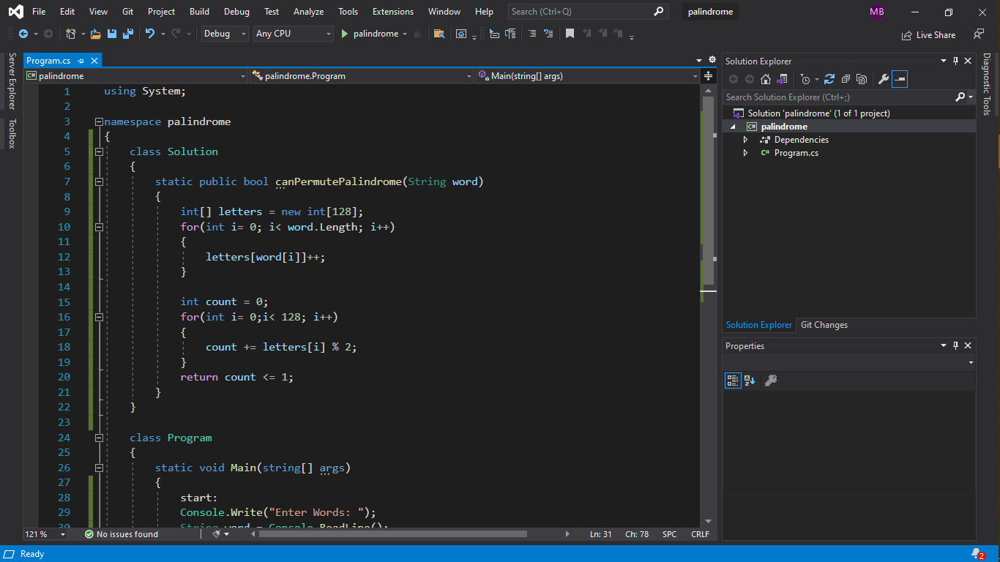 File Edit View Git Project Build Debug Test Analyze Tools Extensions Window Help Search (Ctrl+Q) palindrome MB
Debug Any CPU palindrome Live Share
Server Explorer
Toolbox
Program.cs
palindrome palindrome.Program Main(string[] args)
1 using System;
2
3 namespace palindrome
4 {
5 class Solution
6 {
7 static public bool canPermutePalindrome(String word)
8 {
9 int[] letters = new int[128];
10 for(int i= 0; i< word.Length; i++)
11 {
12 letters[word[i]]++;
13 }
14
15 int count = 0;
16 for(int i= 0;i< 128; i++)
17 {
18 count += letters[i] % 2;
19 }
20 return count <= 1;
21 }
22 }
23
24 class Program
25 {
26 static void Main(string[] args)
27 {
28 start:
29 Console.Write("Enter Words: ");
30 String word = Console.ReadLine();
121 % No issues found Ln: 31 Ch: 78 SPC CRLF
Solution Explorer
Search Solution Explorer (Ctrl+;)
Solution 'palindrome' (1 of 1 project)
C# palindrome
Dependencies
C# Program.cs
Solution Explorer Git Changes
Properties
Diagnostic Tools
Ready 2